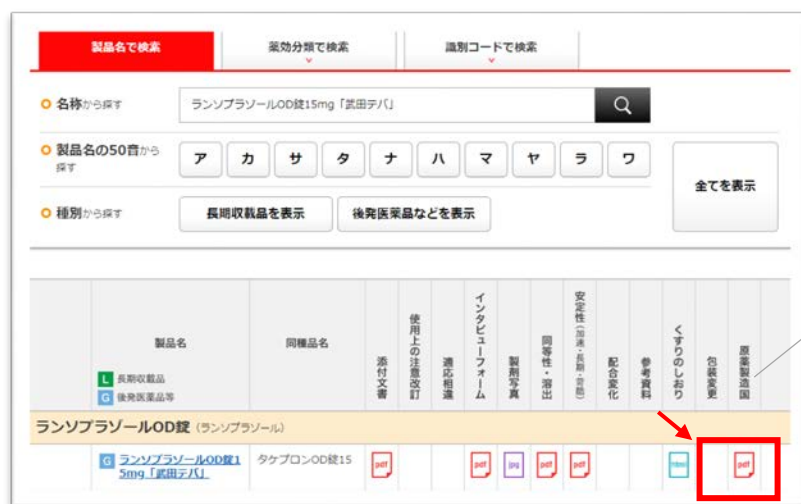 製品名で検索
薬効分類で検索
識別コードで検索
名称から探す
ランソプラゾールOD錠15mg「武田テバ」
製品名の50音から
探す
ア カ サ タ ナ ハ マ ヤ ラ ワ
全てを表示
種別から探す
長期収載品を表示
後発医薬品などを表示
製品名
L 長期収載品
G 後発医薬品等
同種品名
添付文書
使用上の注意改訂
適応相違
インタビューフォーム
製剤写真
同等性・溶出
安定性(加速・長期・苛酷)
配合変化
参考資料
くすりのしおり
包装変更
原薬製造国
ランソプラゾールOD錠(ランソプラゾール)
G ランソプラゾールOD錠1
5mg「武田テバ」
タケプロンOD錠15
pdf
pdf
jpg
pdf
pdf
html
pdf